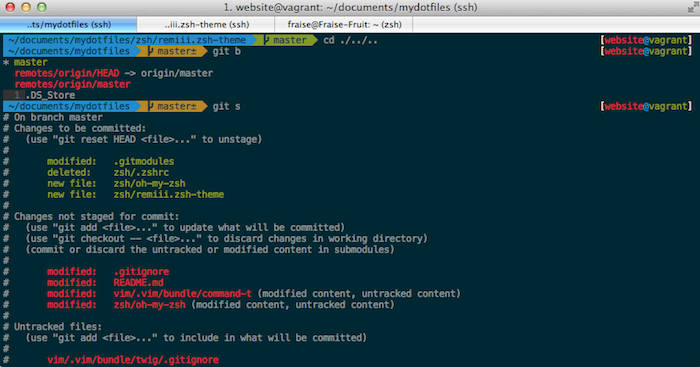 1. website@vagrant: ~/documents/mydotfiles (ssh)
..ts/mydotfiles (ssh) ..iii.zsh-theme (ssh) fraise@Fraise-Fruit: ~ (zsh)
~/documents/mydotfiles/zsh/remiii.zsh-theme master cd ./../..
~/documents/mydotfiles master± git b [website@vagrant]
* master
remotes/origin/HEAD -> origin/master
remotes/origin/master
1 .DS_Store
~/documents/mydotfiles master± git s [website@vagrant]
# On branch master
# Changes to be committed:
#   (use "git reset HEAD <file>..." to unstage)
#
#       modified:   .gitmodules
#       deleted:    zsh/.zshrc
#       new file:   zsh/oh-my-zsh
#       new file:   zsh/remiii.zsh-theme
#
# Changes not staged for commit:
#   (use "git add <file>..." to update what will be committed)
#   (use "git checkout -- <file>..." to discard changes in working directory)
#   (commit or discard the untracked or modified content in submodules)
#
#       modified:   .gitignore
#       modified:   README.md
#       modified:   vim/.vim/bundle/command-t (modified content, untracked content)
#       modified:   zsh/oh-my-zsh (modified content, untracked content)
#
# Untracked files:
#   (use "git add <file>..." to include in what will be committed)
#
#       vim/.vim/bundle/twig/.gitignore